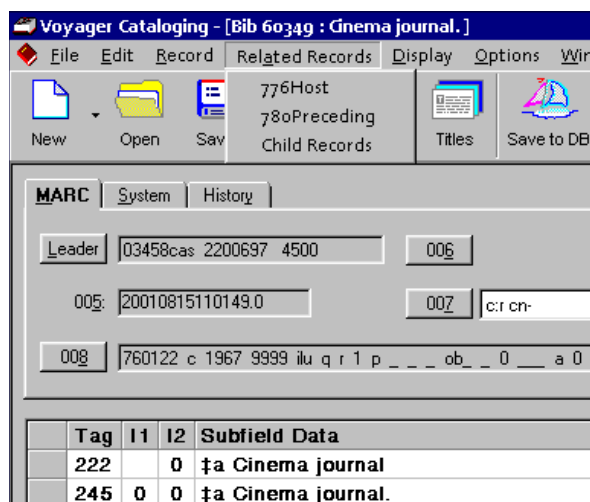 Voyager Cataloging - [Bib 60349 : Cinema journal. ]
File Edit Record Related Records Display Options Win
776Host
780Preceding
Child Records
New Open Sav Titles Save to DB
MARC System History
Leader 03458cas 2200697 4500 006
005: 20010815110149.0 007 c:r cn-
008 760122 c 1967 9999 ilu q r 1 p _ _ _ ob_ _ 0 ___ a 0
Tag I1 I2 Subfield Data
222 0 ‡a Cinema journal
245 0 0 ‡a Cinema journal.